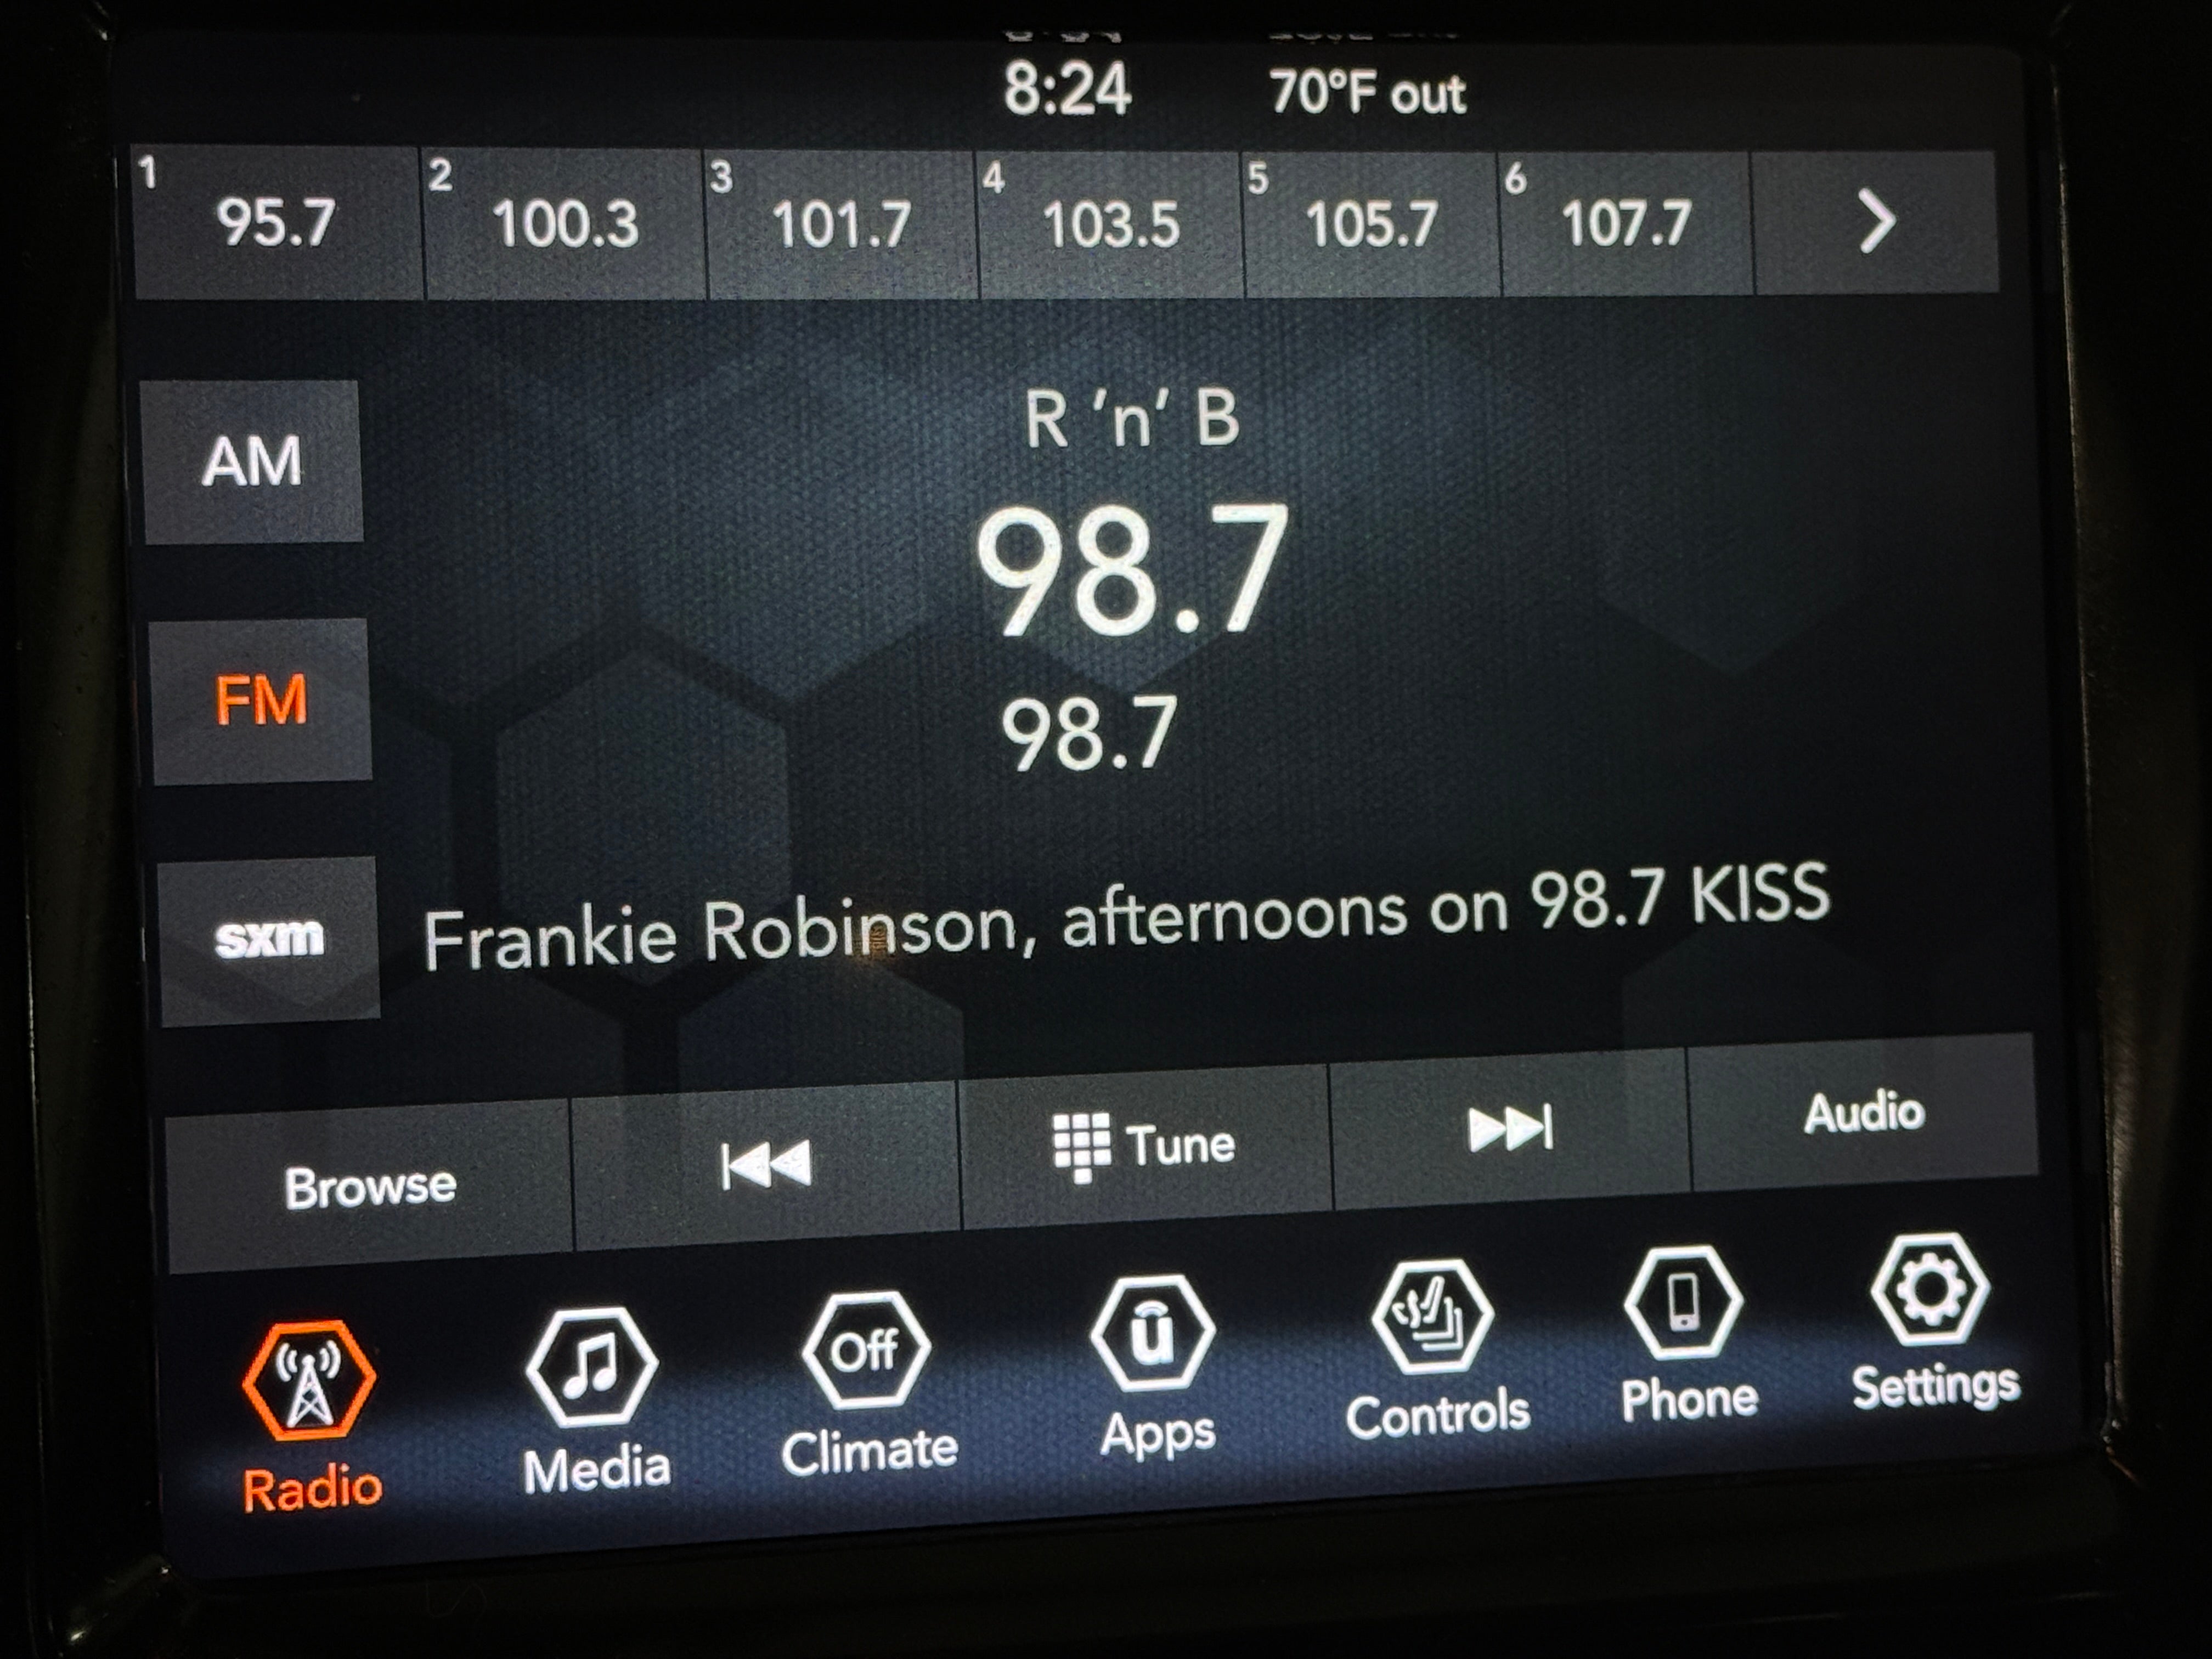 8:24 70°F out
1 95.7 2 100.3 3 101.7 4 103.5 5 105.7 6 107.7
AM
R 'n' B
98.7
FM
98.7
sxm
Frankie Robinson, afternoons on 98.7 KISS
Browse Tune Audio
Off u
Radio Media Climate Apps Controls Phone Settings